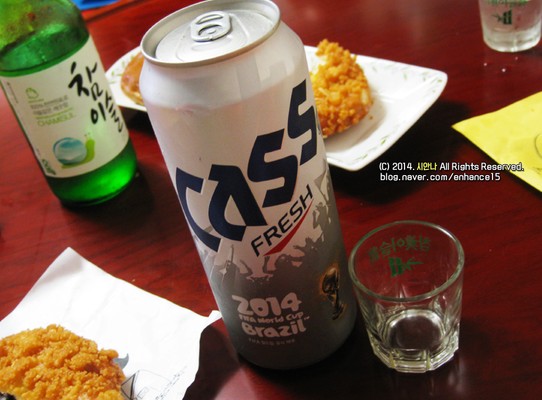 참
이슬
CHAMISUL
CASS
FRESH
2014
FIFA World Cup
Brazil
(C) 2014. 시안나 All Rights Reserved.
blog.naver.com/enhance15